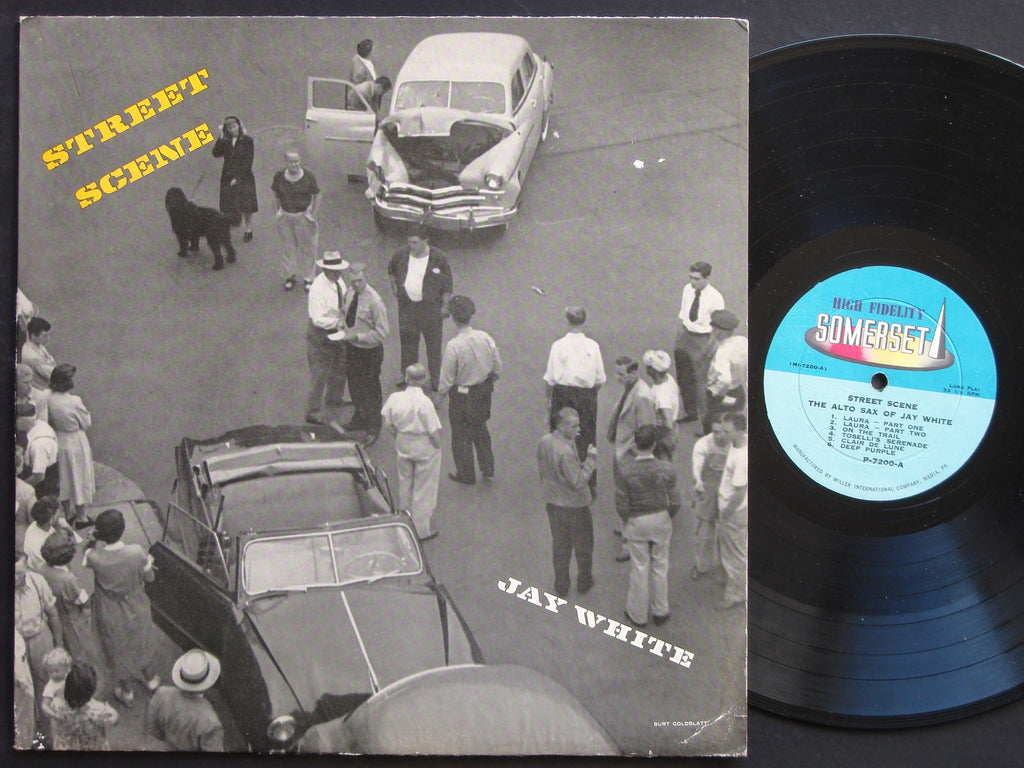 STREET
SCENE
JAY WHITE
BURT GOLDBLATT
HIGH FIDELITY
SOMERSET
(MI-7200-A)
LONG PLAY
33 1/3 RPM
STREET SCENE
THE ALTO SAX OF JAY WHITE
1. LAURA — PART ONE
2. LAURA — PART TWO
3. ON THE TRAIL
4. TOSELLI'S SERENADE
5. CLAIR DE LUNE
6. DEEP PURPLE
P-7200-A
MANUFACTURED BY MILLER INTERNATIONAL COMPANY, MEDIA, PA.